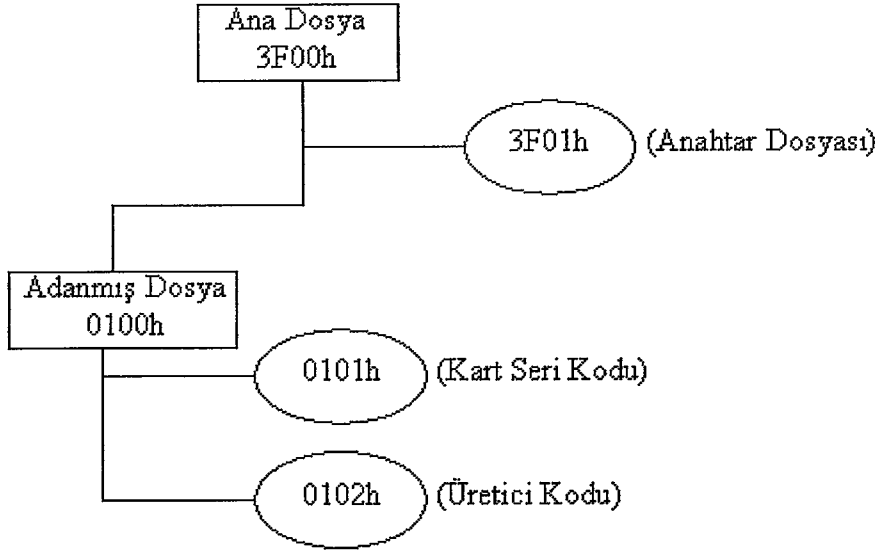 Ana Dosya
3F00h
3F01h (Anahtar Dosyası)
Adanmış Dosya
0100h
0101h (Kart Seri Kodu)
0102h (Üretici Kodu)